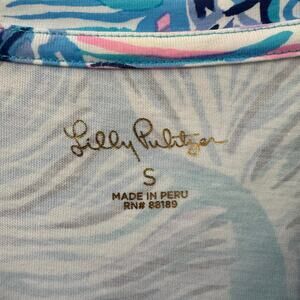 Lilly Pulitzer
S
MADE IN PERU
RN# 88189